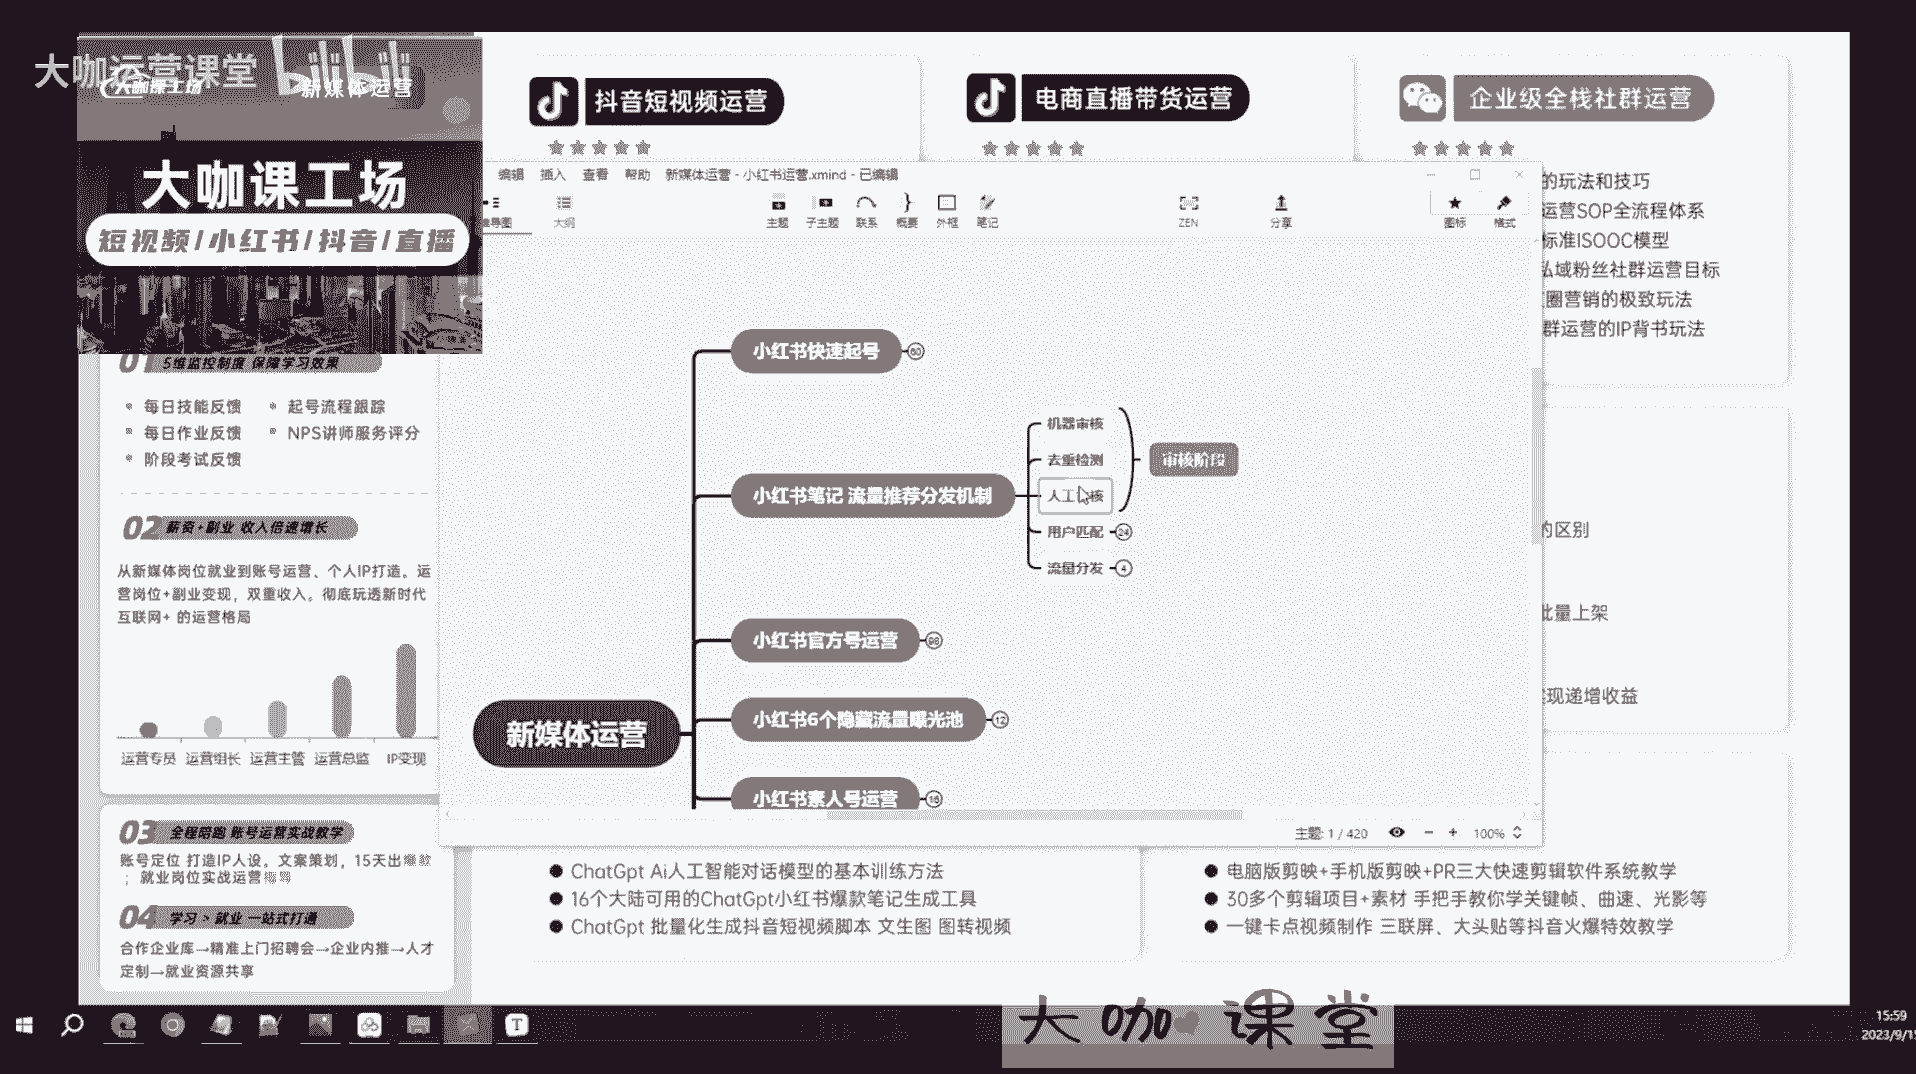 大咖运营课堂
bilibili
大咖课工场
新媒体运营
大咖课工场
短视频/小红书/抖音/直播
抖音短视频运营
电商直播带货运营
企业级全栈社群运营
的玩法和技巧
运营SOP全流程体系
标准ISOOC模型
私域粉丝社群运营目标
圈营销的极致玩法
群运营的IP背书玩法
编辑 插入 查看 帮助 新媒体运营 - 小红书运营.xmind - 已编辑
导图 大纲 主题 子主题 联系 概要 外框 笔记 ZEN 分享 图标 格式
小红书快速起号 60
机器审核
去重检测
审核阶段
小红书笔记 流量推荐分发机制
人工 核
用户匹配 24
流量分发 4
小红书官方号运营 98
小红书6个隐藏流量曝光池 12
新媒体运营
小红书素人号运营 16
主题: 1 / 420 100%
01 5维监控制度 保障学习效果
每日技能反馈 起号流程跟踪
每日作业反馈 NPS讲师服务评分
阶段考试反馈
02 薪资+副业 收入倍速增长
从新媒体岗位就业到账号运营、个人IP打造。运
营岗位+副业变现，双重收入。彻底玩透新时代
互联网+ 的运营格局
运营专员 运营组长 运营主管 运营总监 IP变现
03 全程陪跑 账号运营实战教学
账号定位 打造IP人设。文案策划，15天出爆款
；就业岗位实战运营
04 学习 > 就业 一站式打通
合作企业库→精准上门招聘会→企业内推→人才
定制→就业资源共享
的区别
批量上架
实现递增收益
ChatGpt Ai人工智能对话模型的基本训练方法
16个大陆可用的ChatGpt小红书爆款笔记生成工具
ChatGpt 批量化生成抖音短视频脚本 文生图 图转视频
电脑版剪映+手机版剪映+PR三大快速剪辑软件系统教学
30多个剪辑项目+素材 手把手教你学关键帧、曲速、光影等
一键卡点视频制作 三联屏、大头贴等抖音火爆特效教学
大咖课堂
15:59
2023/9/1